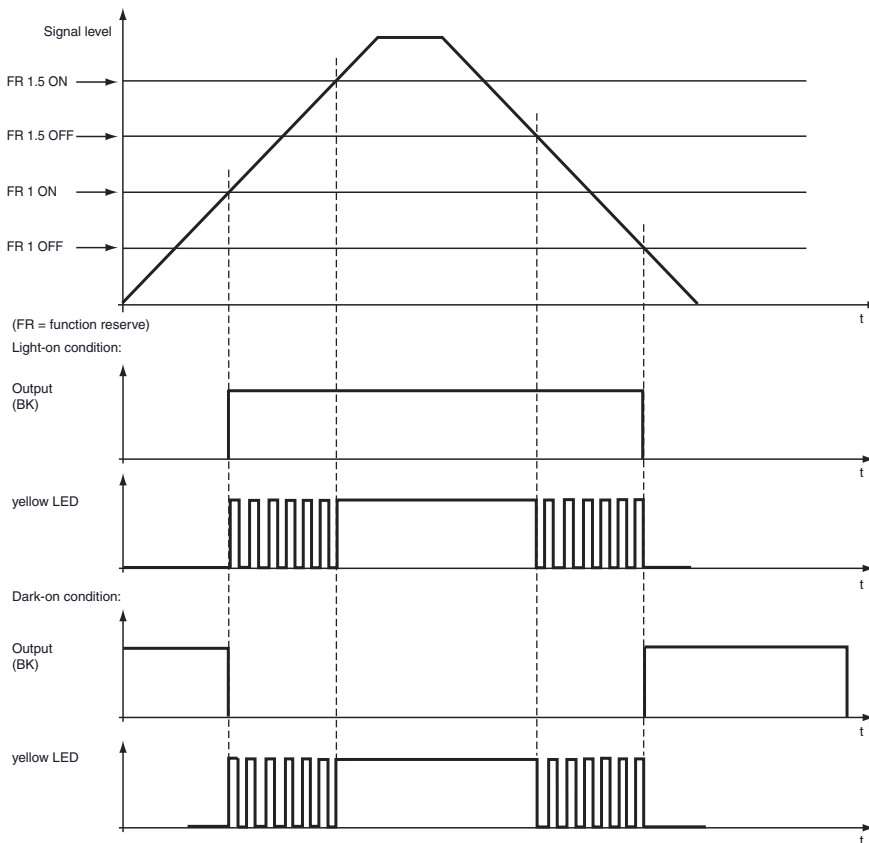 Signal level
FR 1.5 ON
FR 1.5 OFF
FR 1 ON
FR 1 OFF
t
(FR = function reserve)
Light-on condition:
Output
(BK)
t
yellow LED
t
Dark-on condition:
Output
(BK)
t
yellow LED
t